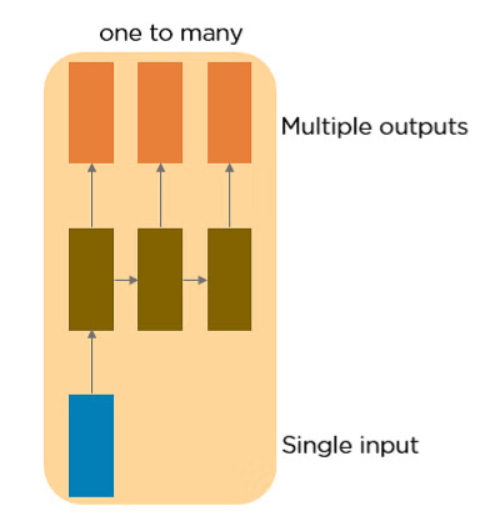 one to many
Multiple outputs
Single input